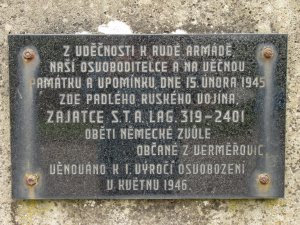 Z VDĚČNOSTI K RUDÉ ARMÁDĚ,
NAŠÍ OSVOBODITELCE A NA VĚČNOU
PAMÁTKU A UPOMÍNKU, DNE 15. ÚNORA 1945
ZDE PADLÉHO RUSKÉHO VOJÍNA,
ZAJATCE S.T.A. LAG. 319-2401
OBĚTI NĚMECKÉ ZVŮLE
OBČANÉ Z VERMĚŘOVIC
VĚNOVÁNO K 1. VÝROČÍ OSVOBOZENÍ
V KVĚTNU 1946.